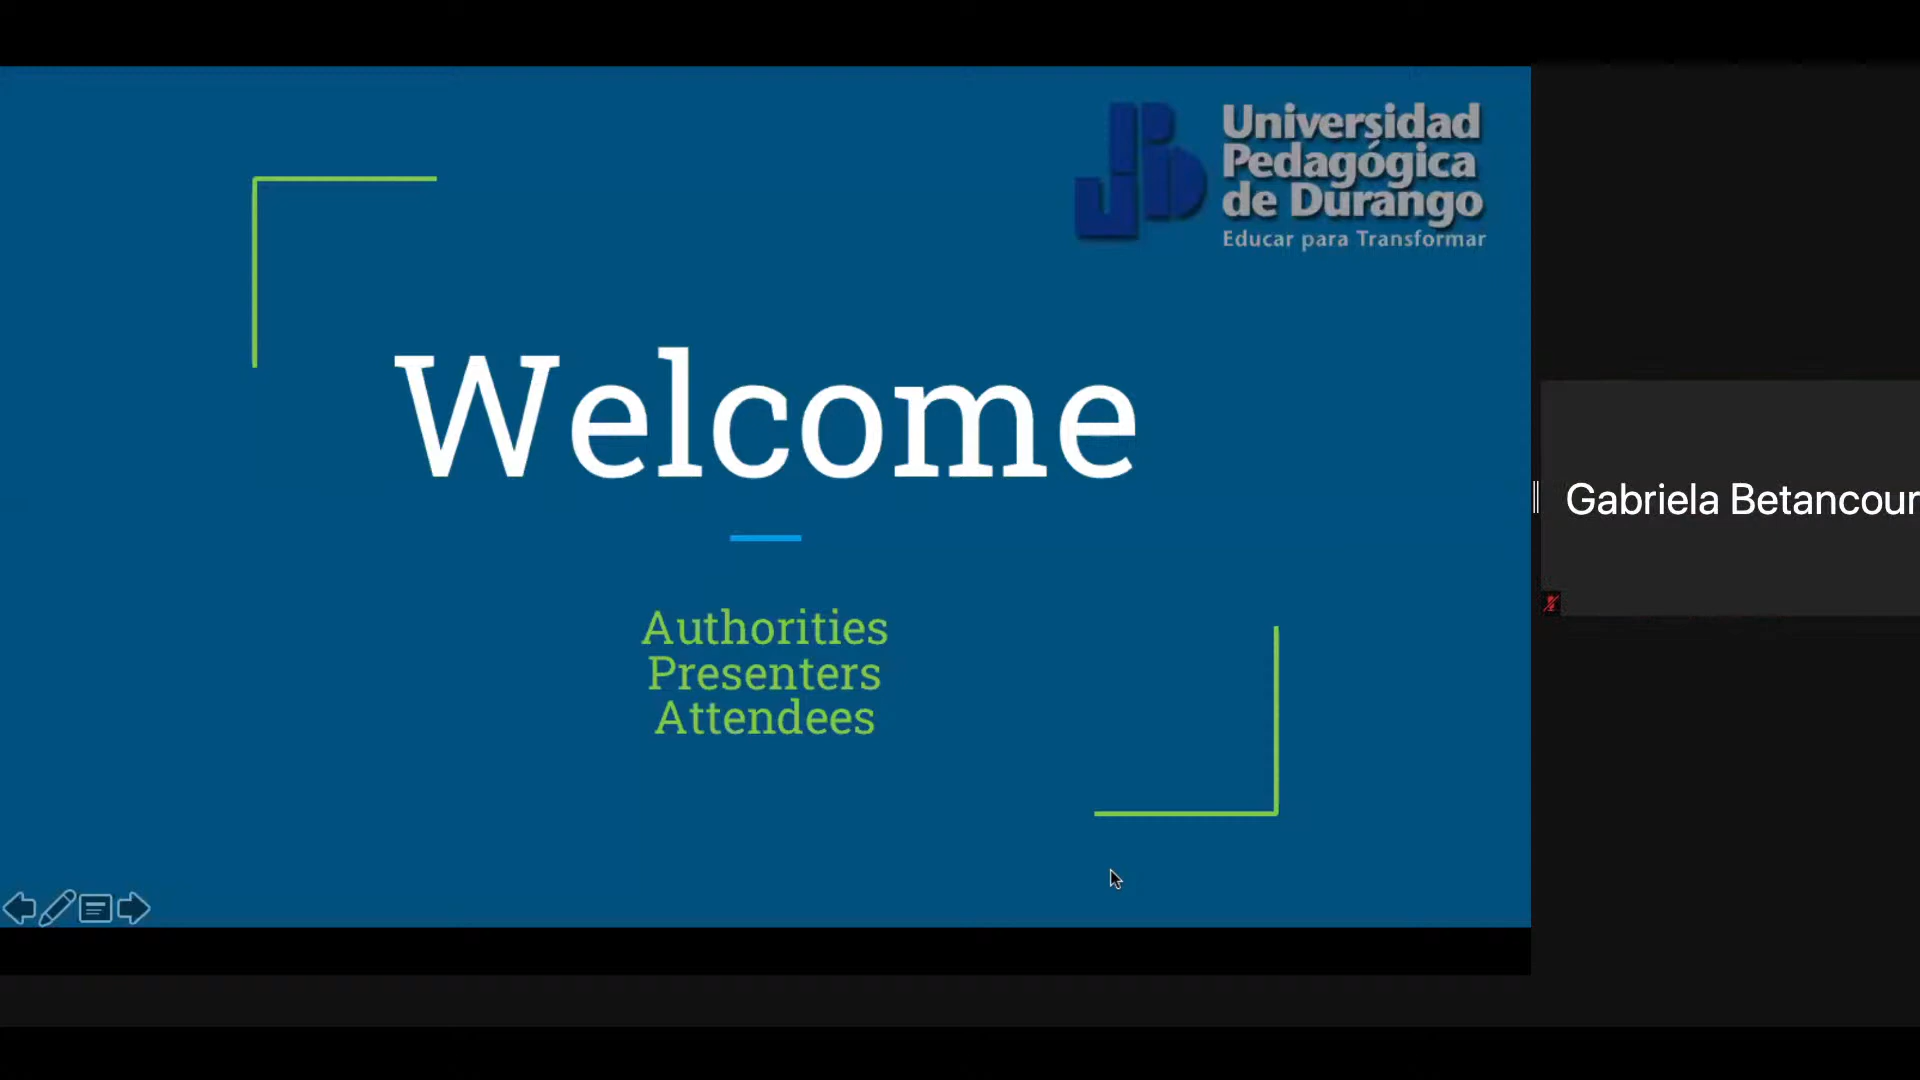 Universidad
Pedagógica
de Durango
Educar para Transformar
Welcome
Authorities
Presenters
Attendees
Gabriela Betancour